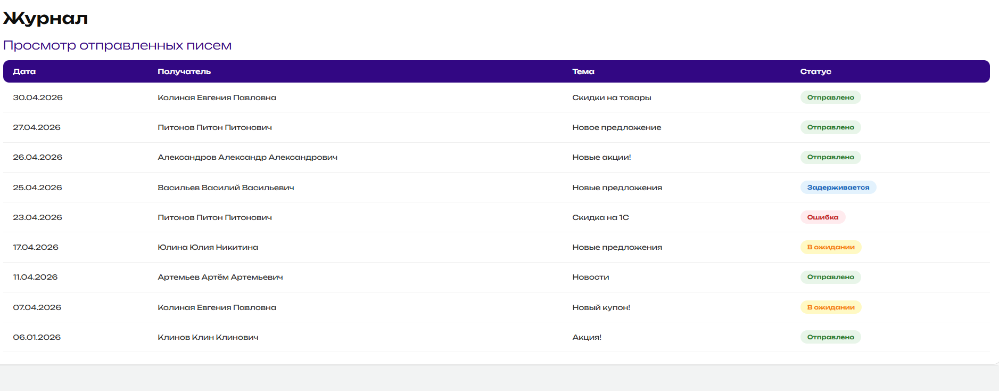 Журнал
Просмотр отправленных писем
Дата Получатель Тема Статус
30.04.2026 Колиная Евгения Павловна Скидки на товары Отправлено
27.04.2026 Питонов Питон Питонович Новое предложение Отправлено
26.04.2026 Александров Александр Александрович Новые акции! Отправлено
25.04.2026 Васильев Василий Васильевич Новые предложения Задерживается
23.04.2026 Питонов Питон Питонович Скидка на 1С Ошибка
17.04.2026 Юлина Юлия Никитина Новые предложения В ожидании
11.04.2026 Артемьев Артём Артемьевич Новости Отправлено
07.04.2026 Колиная Евгения Павловна Новый купон! В ожидании
06.01.2026 Клинов Клин Клинович Акция! Отправлено